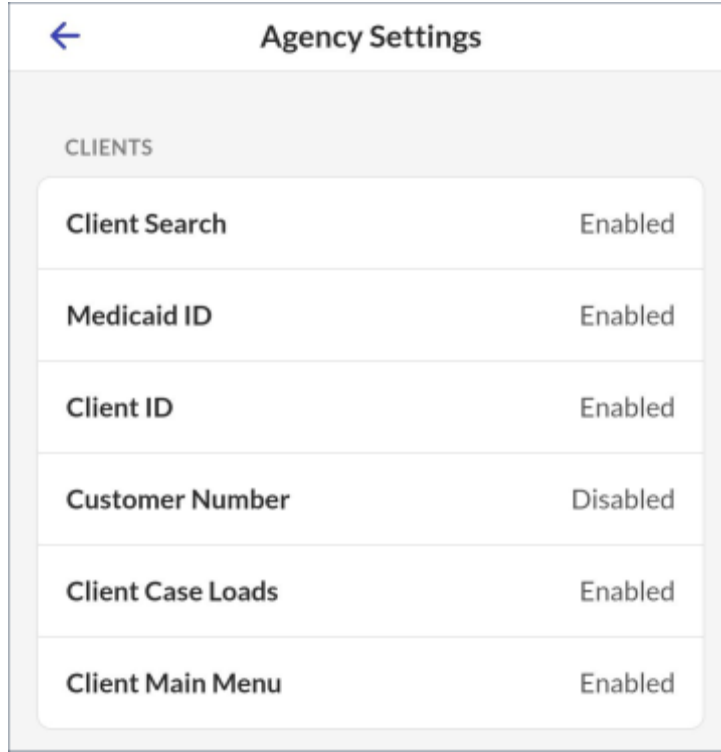 Agency Settings
CLIENTS
Client Search Enabled
Medicaid ID Enabled
Client ID Enabled
Customer Number Disabled
Client Case Loads Enabled
Client Main Menu Enabled